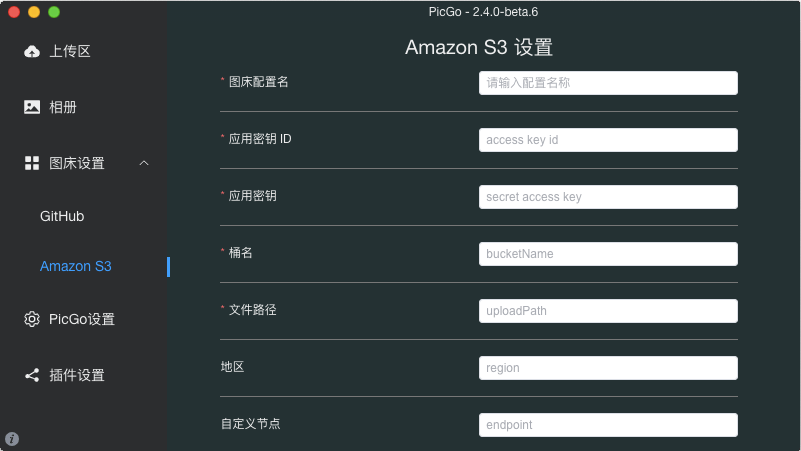 PicGo - 2.4.0-beta.6
上传区
相册
图床设置
GitHub
Amazon S3
PicGo设置
插件设置
Amazon S3 设置
* 图床配置名 请输入配置名称
* 应用密钥 ID access key id
* 应用密钥 secret access key
* 桶名 bucketName
* 文件路径 uploadPath
地区 region
自定义节点 endpoint